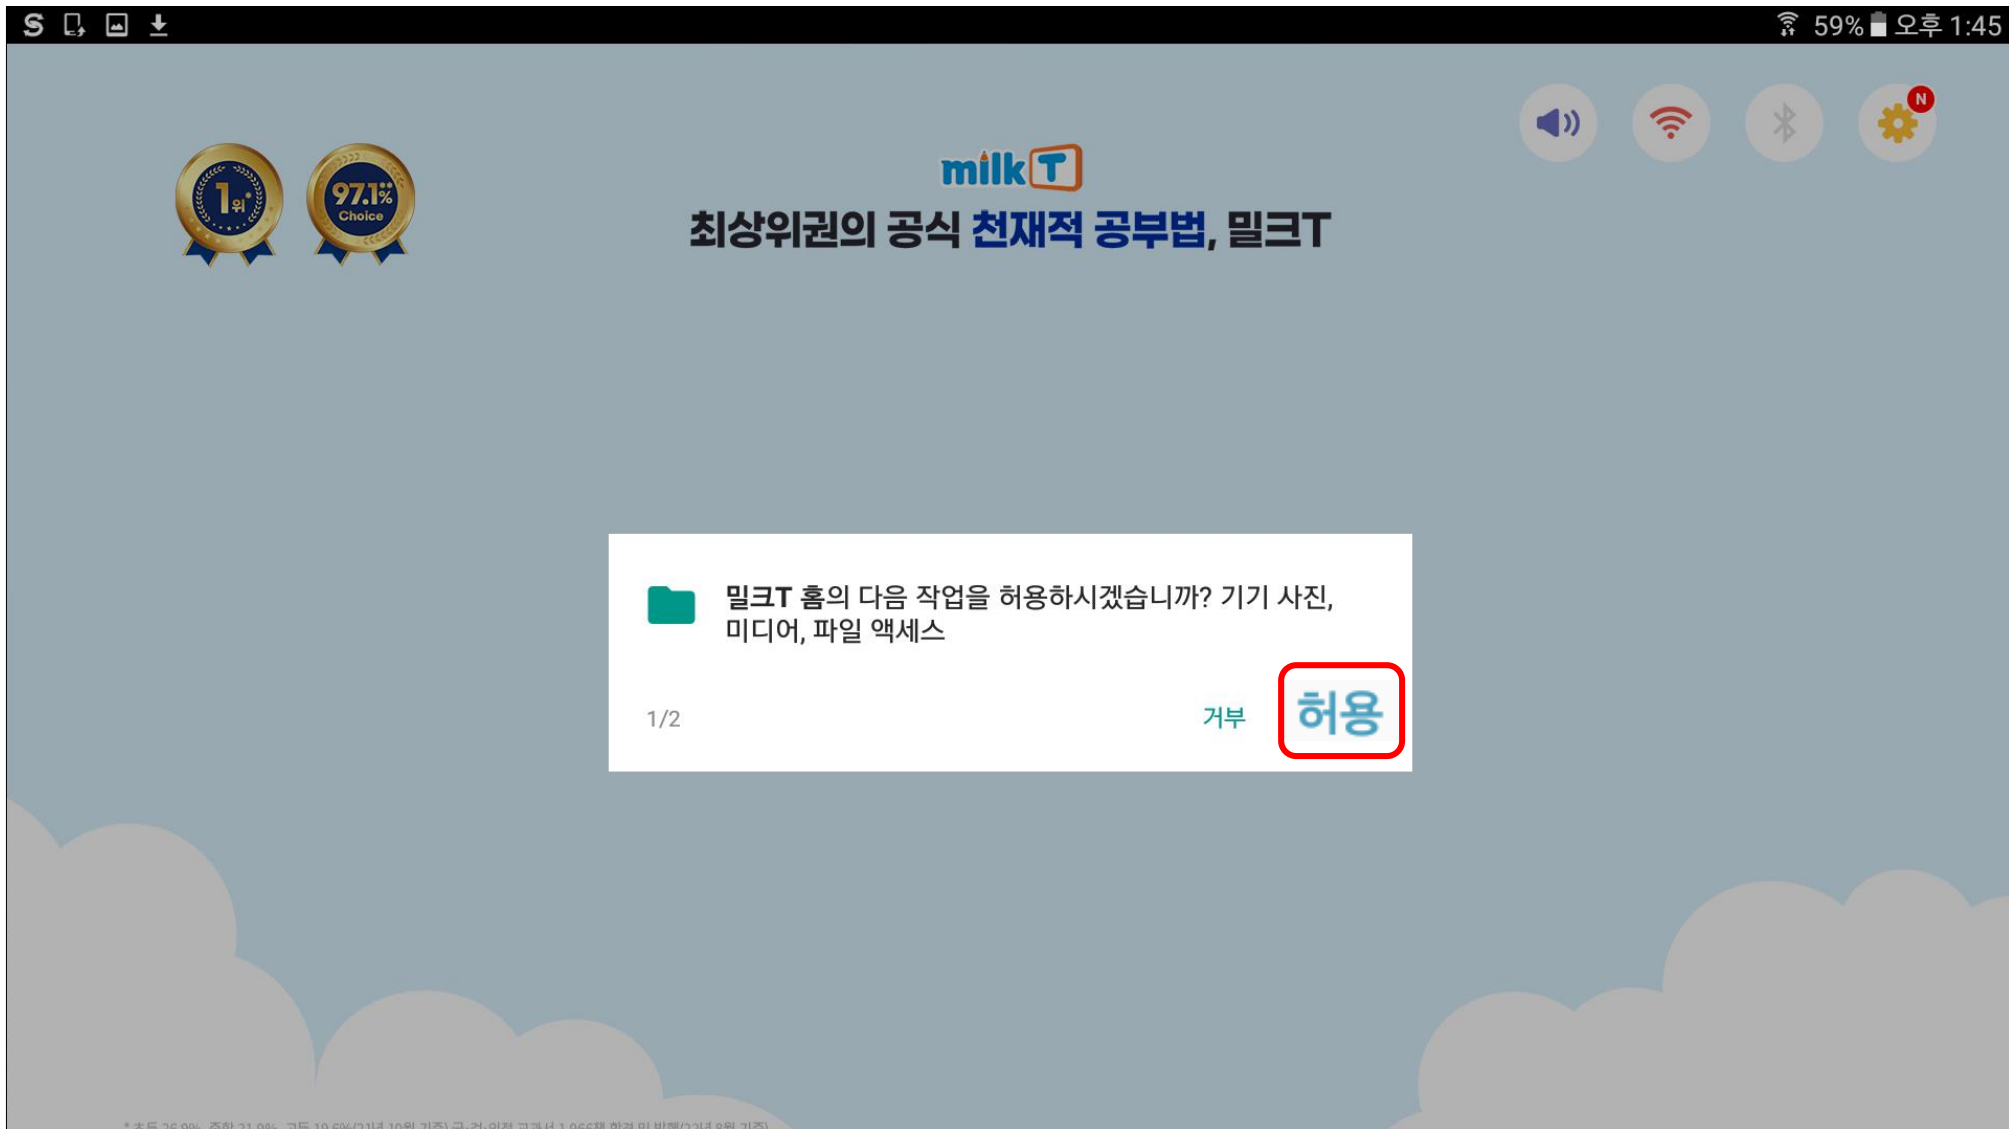 59% 오후 1:45
N
1위*
97.1%**
Choice
milk T
최상위권의 공식 천재적 공부법, 밀크T
밀크T 홈의 다음 작업을 허용하시겠습니까? 기기 사진,
미디어, 파일 액세스
1/2
거부
허용